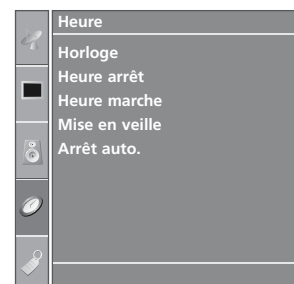 Heure
Horloge
Heure arrêt
Heure marche
Mise en veille
Arrêt auto.